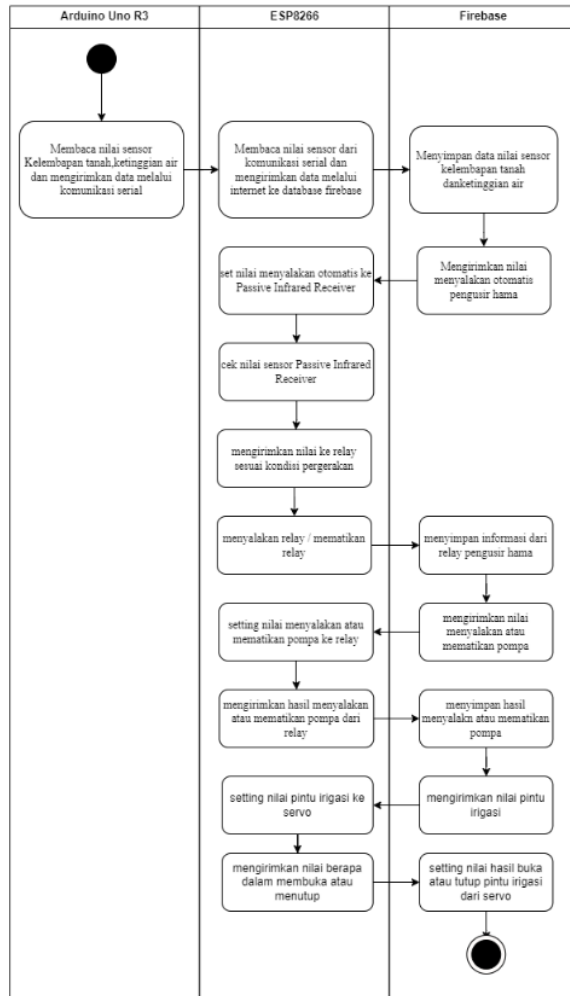 Arduino Uno R3
ESP8266
Firebase
Membaca nilai sensor
Kelembapan tanah,ketinggian air
dan mengirimkan data melalui
komunikasi serial
Membaca nilai sensor dari
komunikasi serial dan
mengirimkan data melalui
internet ke database firebase
Menyimpan data nilai sensor
kelembapan tanah
danketinggian air
Mengirimkan nilai
menyalakan otomatis
pengusir hama
set nilai menyalakan otomatis ke
Passive Infrared Receiver
cek nilai sensor Passive Infrared
Receiver
mengirimkan nilai ke relay
sesuai kondisi pergerakan
menyalakan relay / mematikan
relay
menyimpan informasi dari
relay pengusir hama
mengirimkan nilai
menyalakan atau
mematikan pompa
setting nilai menyalakan atau
mematikan pompa ke relay
mengirimkan hasil menyalakan
atau mematikan pompa dari
relay
menyimpan hasil
menyalakn atau mematikan
pompa
mengirimkan nilai pintu
irigasi
setting nilai pintu irigasi ke
servo
mengirimkan nilai berapa
dalam membuka atau
menutup
setting nilai hasil buka
atau tutup pintu irigasi
dari servo